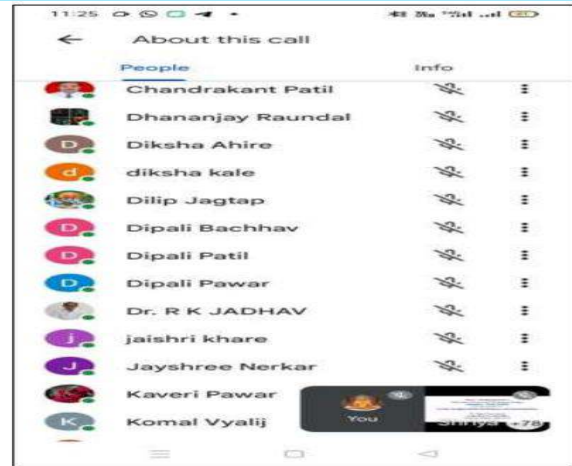 11:25
About this call
People Info
Chandrakant Patil
Dhananjay Raundal
D Diksha Ahire
d diksha kale
Dilip Jagtap
D Dipali Bachhav
D Dipali Patil
D Dipali Pawar
Dr. R K JADHAV
j jaishri khare
J Jayshree Nerkar
Kaveri Pawar
K Komal Vyalij
You Shriya +78